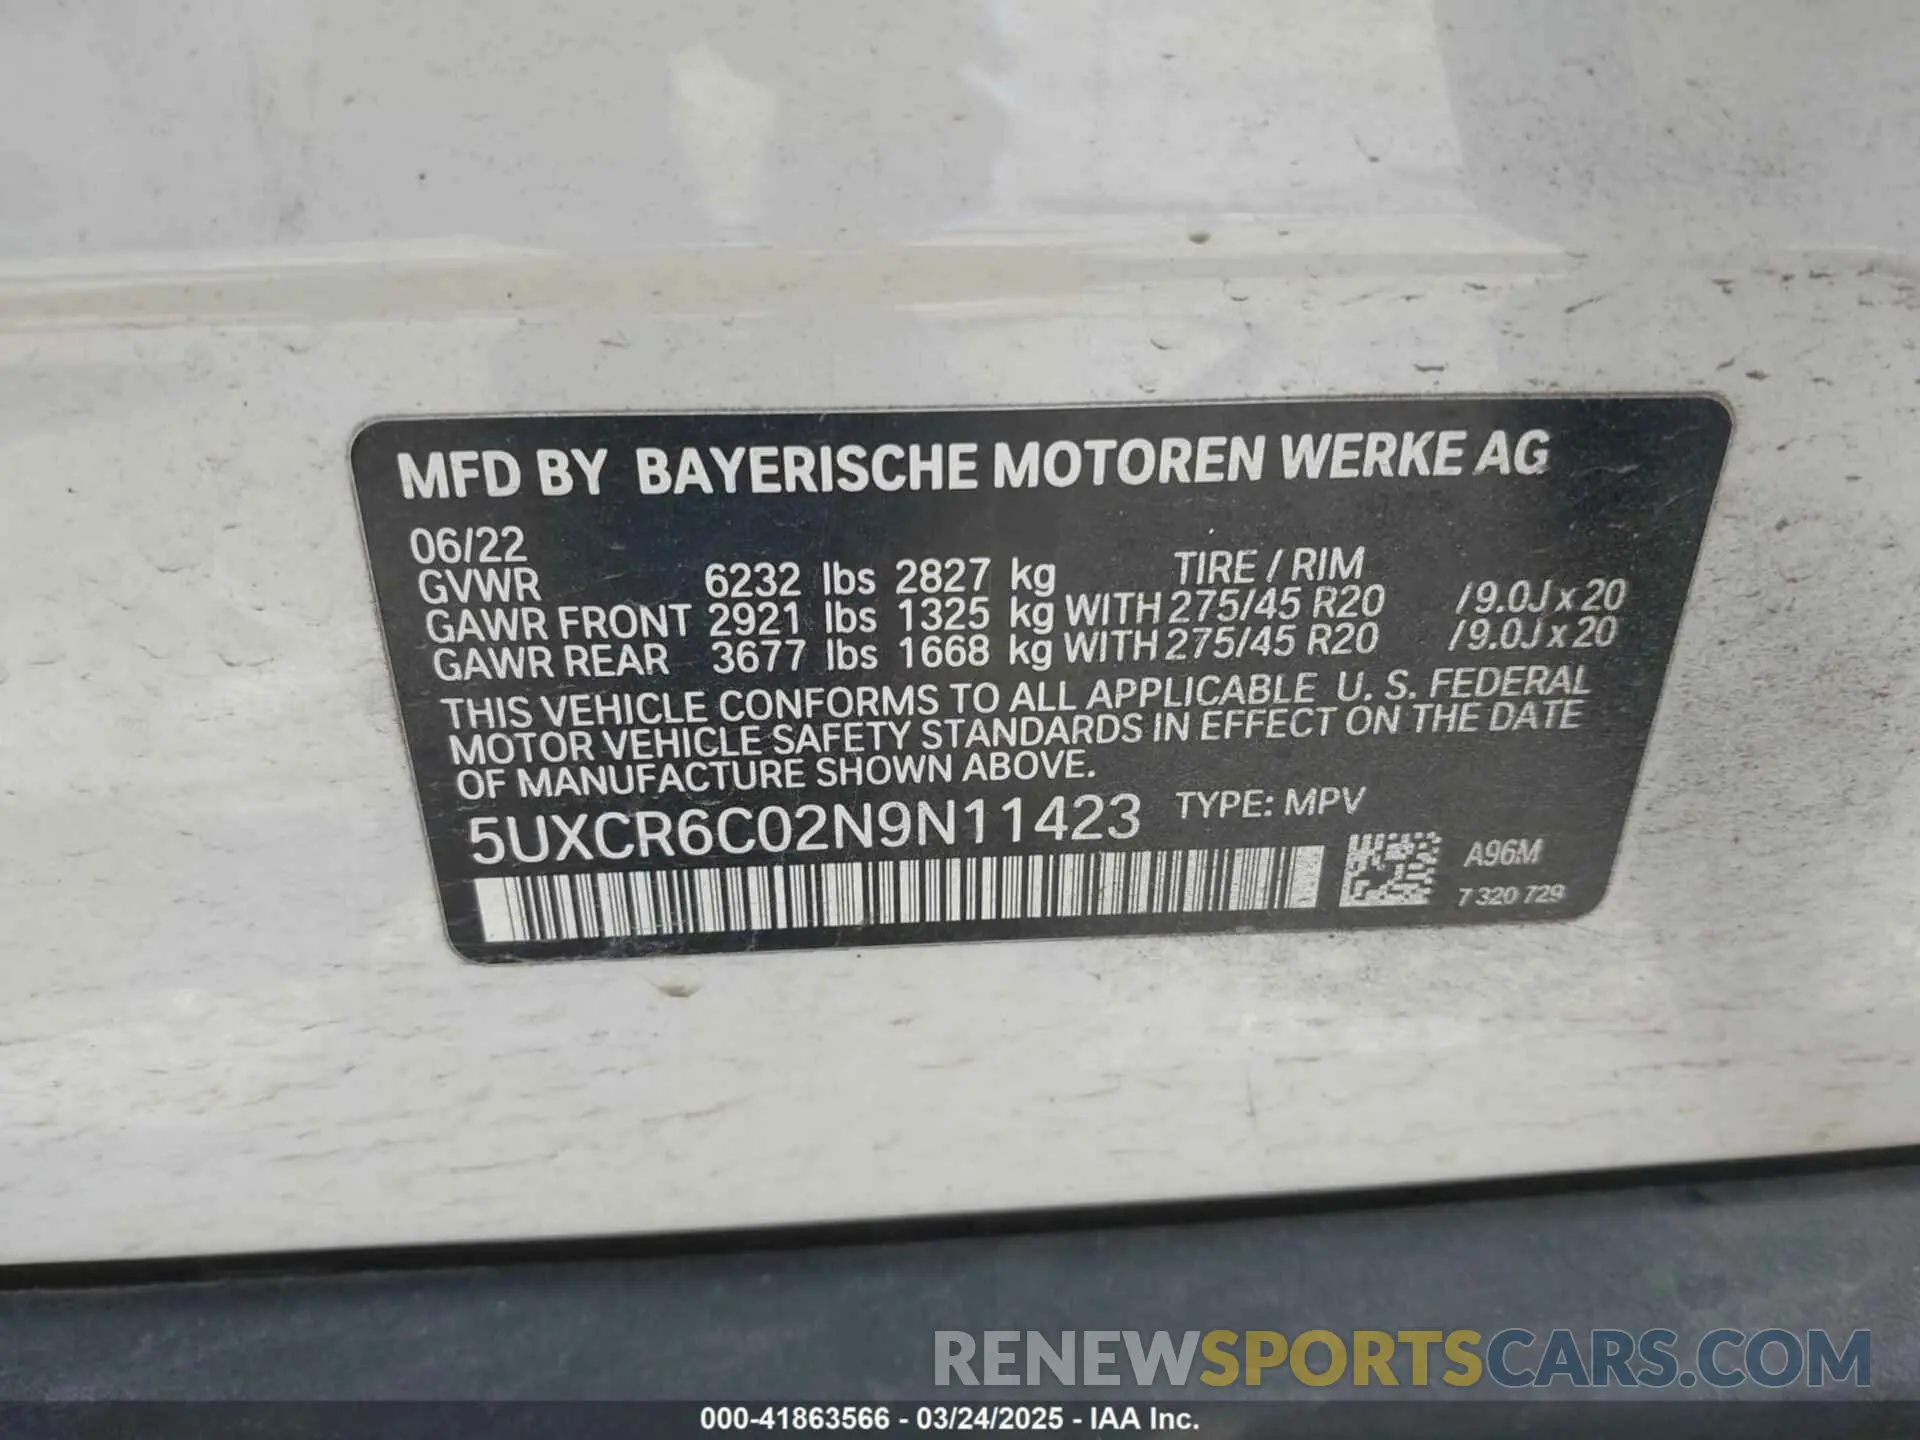 MFD BY BAYERISCHE MOTOREN WERKE AG
06/22 TIRE / RIM
GVWR 6232 lbs 2827 kg
GAWR FRONT 2921 lbs 1325 kg WITH 275/45 R20 /9.0J x 20
GAWR REAR 3677 lbs 1668 kg WITH 275/45 R20 /9.0J x 20
THIS VEHICLE CONFORMS TO ALL APPLICABLE U. S. FEDERAL
MOTOR VEHICLE SAFETY STANDARDS IN EFFECT ON THE DATE
OF MANUFACTURE SHOWN ABOVE.
5UXCR6C02N9N11423 TYPE: MPV
A96M
7 320 729
RENEWSPORTSCARS.COM
000-41863566 - 03/24/2025 - IAA Inc.